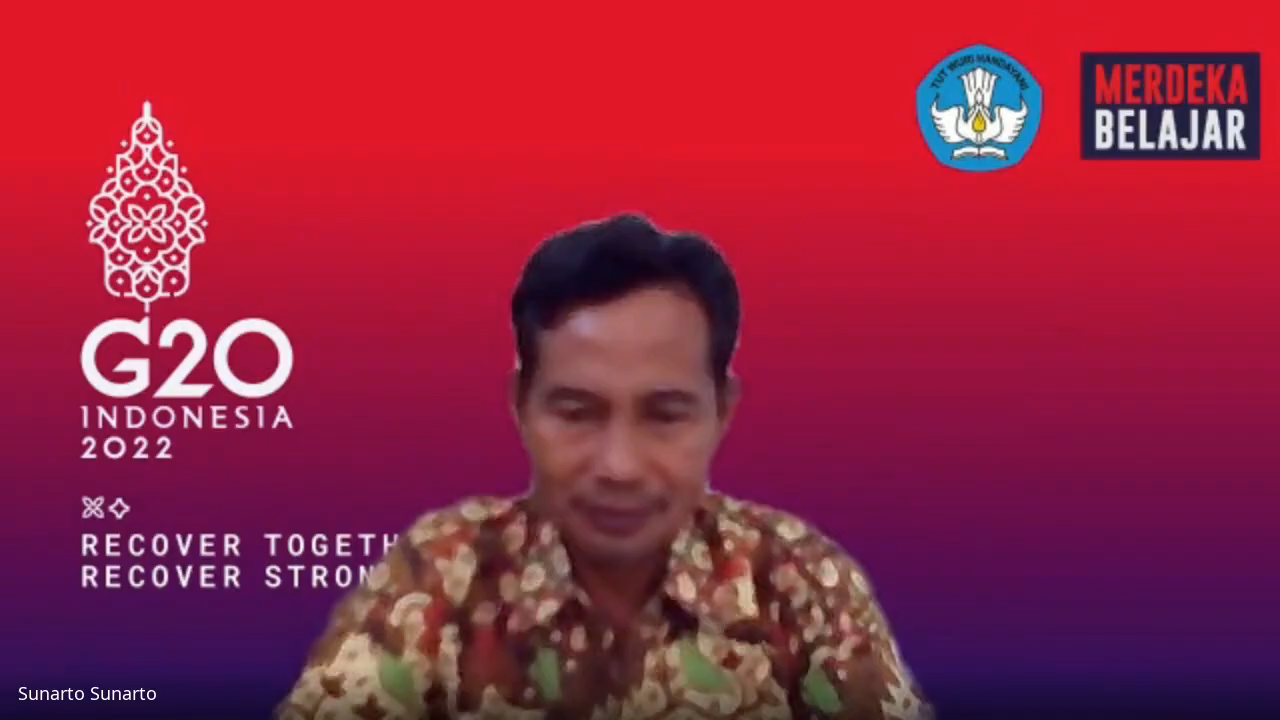 TUT WURI HANDAYANI
MERDEKA
BELAJAR
G20
INDONESIA
2022
RECOVER TOGETH
RECOVER STRON
Sunarto Sunarto